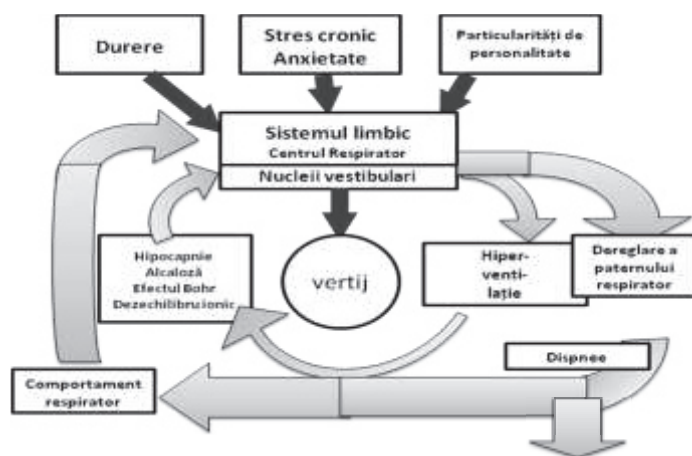 Durere
Stres cronic
Anxietate
Particularități de
personalitate
Sistemul limbic
Centrul Respirator
Nucleii vestibulari
Hipocapnie
Alcaloză
Efectul Bohr
Dezechilibru ionic
vertij
Hiper-
venti-
lație
Dereglare a
paternului
respirator
Dispnee
Comportament
respirator